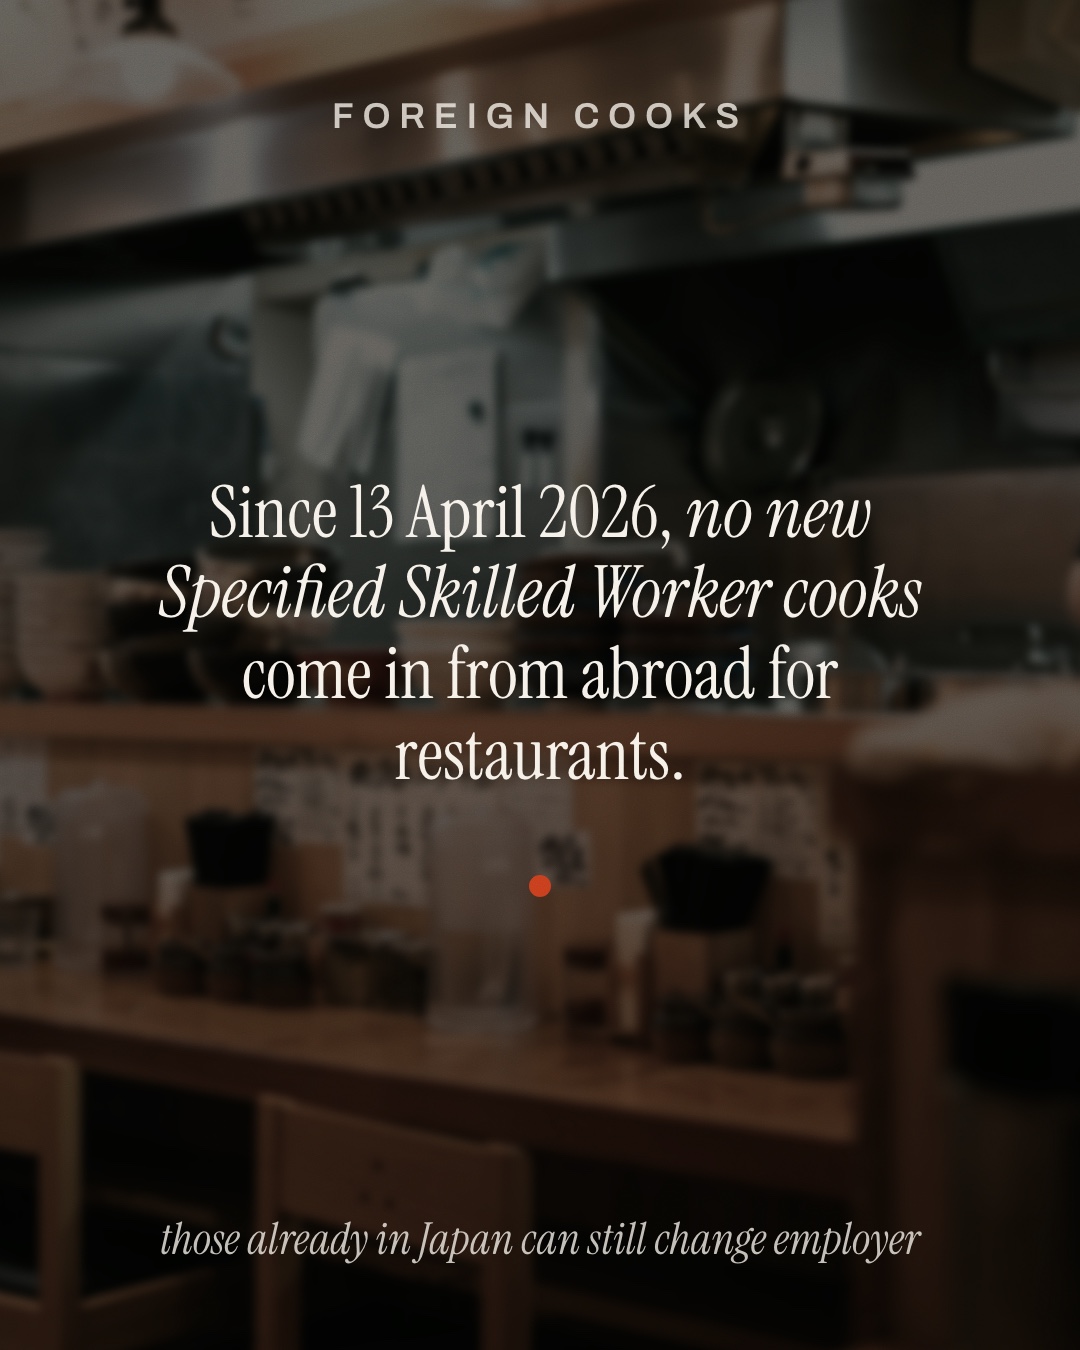 FOREIGN COOKS
Since 13 April 2026, no new
Specified Skilled Worker cooks
come in from abroad for
restaurants.
those already in Japan can still change employer